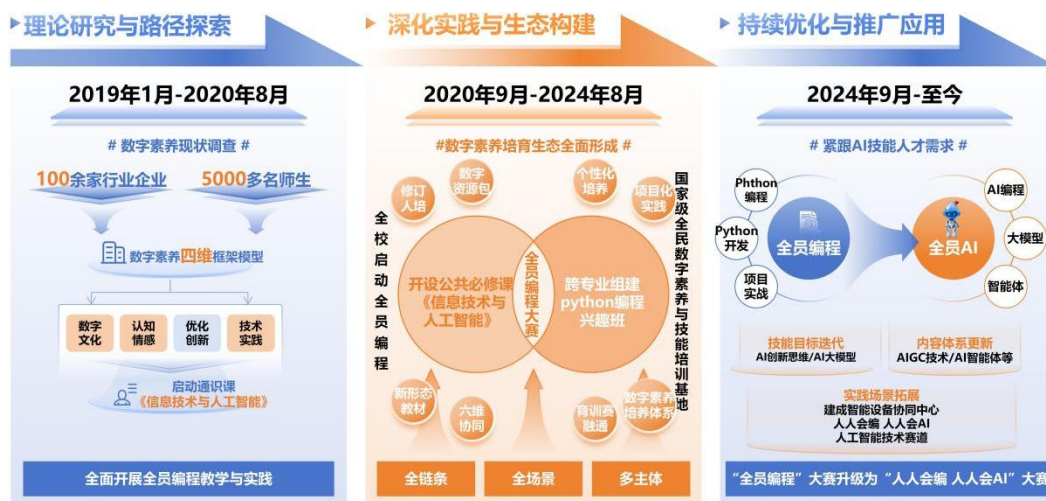 理论研究与路径探索
2019年1月-2020年8月
# 数字素养现状调查 #
100余家行业企业
5000多名师生
数字素养四维框架模型
数字
文化
认知
情感
优化
创新
技术
实践
启动通识课
《信息技术与人工智能》
全面开展全员编程教学与实践
深化实践与生态构建
2020年9月-2024年8月
#数字素养培育生态全面形成#
全校启动全员编程
修订
人培
数字
资源包
个性化
培养
项目化
实践
开设公共必修课
《信息技术与
人工智能》
全员编程大赛
跨专业组建
python编程
兴趣班
国家级全民数字素养与技能培训基地
新形态
教材
六维
协同
育训赛
融通
数字素养
培养体系
全链条
全场景
多主体
持续优化与推广应用
2024年9月-至今
# 紧跟AI技能人才需求 #
Phthon
编程
Python
开发
项目
实战
全员编程
全员AI
AI编程
大模型
智能体
技能目标迭代
AI创新思维/AI大模型
内容体系更新
AIGC技术/AI智能体等
实践场景拓展
建成智能设备协同中心
人人会编 人人会AI
人工智能技术赛道
“全员编程”大赛升级为“人人会编 人人会AI”大赛